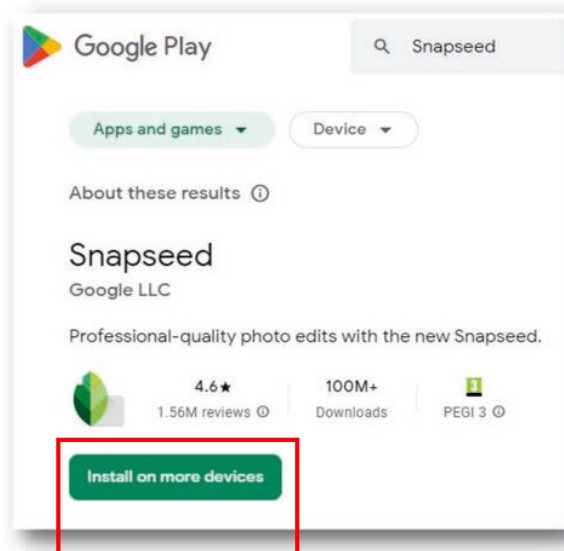 Google Play
Snapseed
Apps and games
Device
About these results
Snapseed
Google LLC
Professional-quality photo edits with the new Snapseed.
4.6★ 100M+ 3
1.56M reviews Downloads PEGI 3
Install on more devices